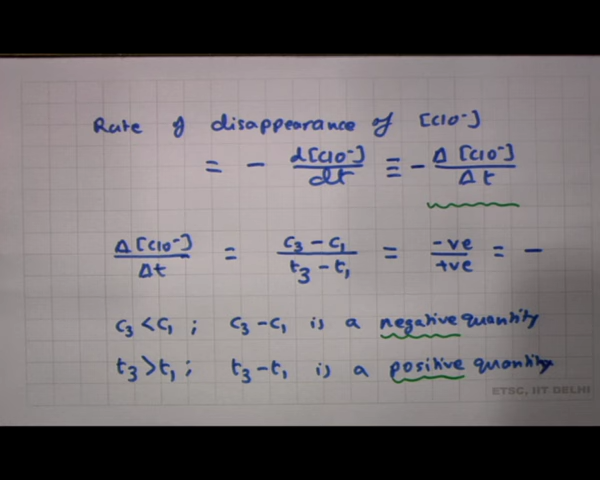 Rate of disappearance of [ClO⁻]
= - d[ClO⁻]/dt ≡ - Δ [ClO⁻]/Δt
Δ[ClO⁻]/Δt = c₃ - c₁/t₃ - t₁ = -ve/+ve = -
c₃ < c₁ ; c₃ - c₁ is a negative quantity
t₃ > t₁ ; t₃ - t₁ is a positive quantity
ETSC, IIT DELHI